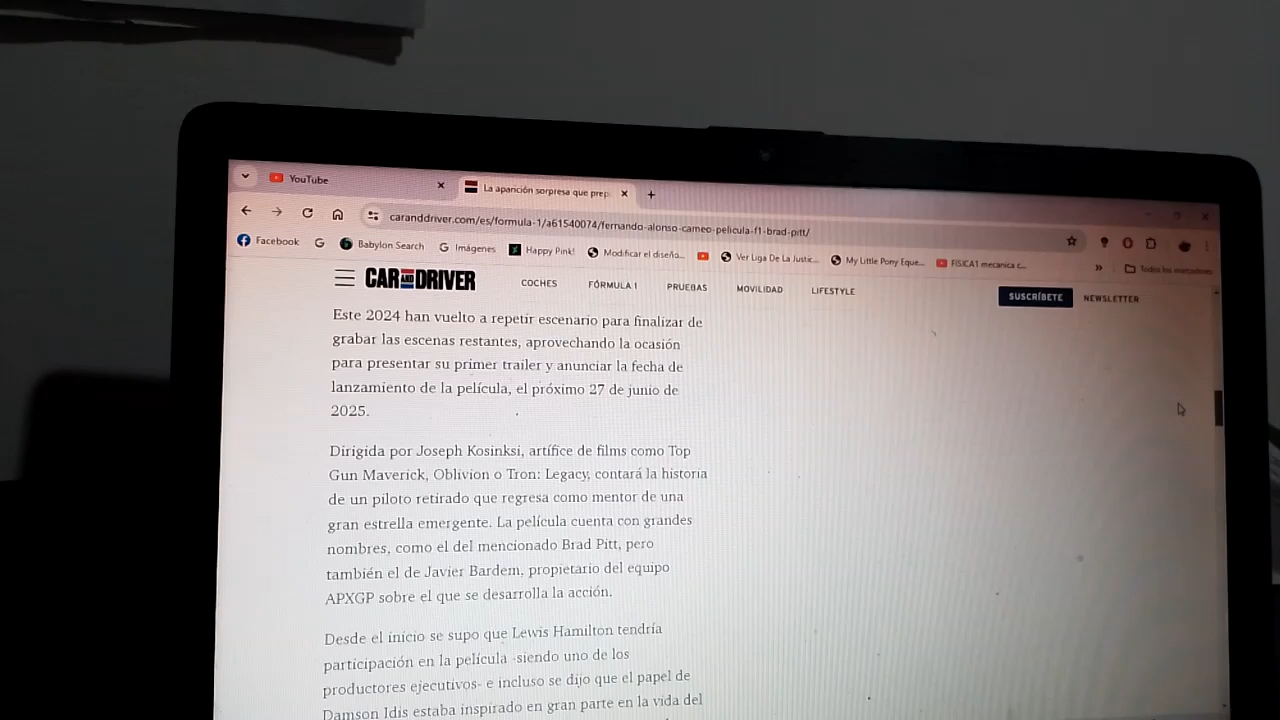 YouTube
La aparición sorpresa que prep
caranddriver.com/es/formula-1/a61540074/fernando-alonso-cameo-pelicula-f1-brad-pitt/
Facebook
Babylon Search
Imágenes
Happy Pink!
Modificar el diseño...
Ver Liga De La Justic...
My Little Pony Eque...
FISICA1 mecanica c...
Todos los marcadores
CAR AND DRIVER
COCHES
FÓRMULA 1
PRUEBAS
MOVILIDAD
LIFESTYLE
SUSCRÍBETE
NEWSLETTER
Este 2024 han vuelto a repetir escenario para finalizar de
grabar las escenas restantes, aprovechando la ocasión
para presentar su primer trailer y anunciar la fecha de
lanzamiento de la película, el próximo 27 de junio de
2025.
Dirigida por Joseph Kosinksi, artífice de films como Top
Gun Maverick, Oblivion o Tron: Legacy, contará la historia
de un piloto retirado que regresa como mentor de una
gran estrella emergente. La película cuenta con grandes
nombres, como el del mencionado Brad Pitt, pero
también el de Javier Bardem, propietario del equipo
APXGP sobre el que se desarrolla la acción.
Desde el inicio se supo que Lewis Hamilton tendría
participación en la película -siendo uno de los
productores ejecutivos- e incluso se dijo que el papel de
Damson Idis estaba inspirado en gran parte en la vida del